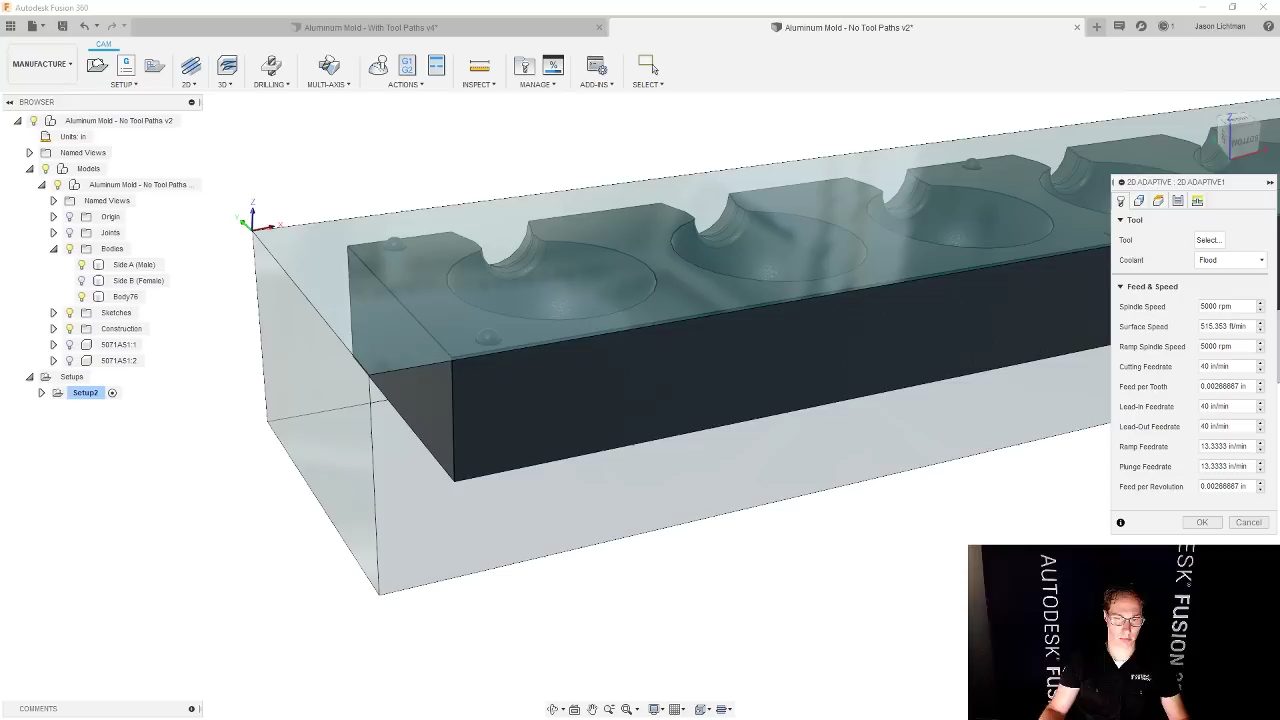 Autodesk Fusion 360
Aluminum Mold - With Tool Paths v4*
Aluminum Mold - No Tool Paths v2*
1
Jason Lichtman
CAM
MANUFACTURE
SETUP
2D
3D
DRILLING
MULTI-AXIS
G1
G2
ACTIONS
INSPECT
MANAGE
ADD-INS
SELECT
BROWSER
Aluminum Mold - No Tool Paths v2
Units: in
Named Views
Models
Aluminum Mold - No Tool Paths ...
Named Views
Origin
Joints
Bodies
Side A (Male)
Side B (Female)
Body76
Sketches
Construction
5071A51:1
5071A51:2
Setups
Setup2
Z
Y
X
Z
BOTTOM
2D ADAPTIVE : 2D ADAPTIVE1
Tool
Tool Select...
Coolant Flood
Feed & Speed
Spindle Speed 5000 rpm
Surface Speed 515.353 ft/min
Ramp Spindle Speed 5000 rpm
Cutting Feedrate 40 in/min
Feed per Tooth 0.00266667 in
Lead-In Feedrate 40 in/min
Lead-Out Feedrate 40 in/min
Ramp Feedrate 13.3333 in/min
Plunge Feedrate 13.3333 in/min
Feed per Revolution 0.00266667 in
OK Cancel
AUTODESK® FUS
ESK® FUSION
COMMENTS